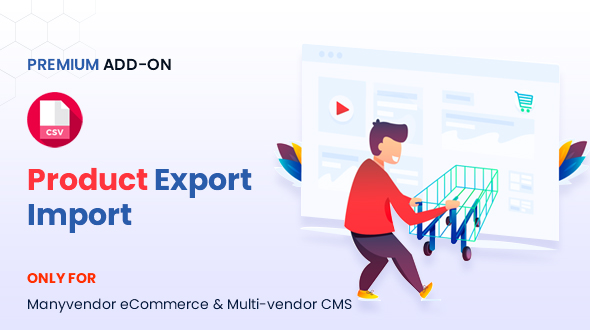 PREMIUM ADD-ON
CSV
Product Export
Import
ONLY FOR
Manyvendor eCommerce & Multi-vendor CMS